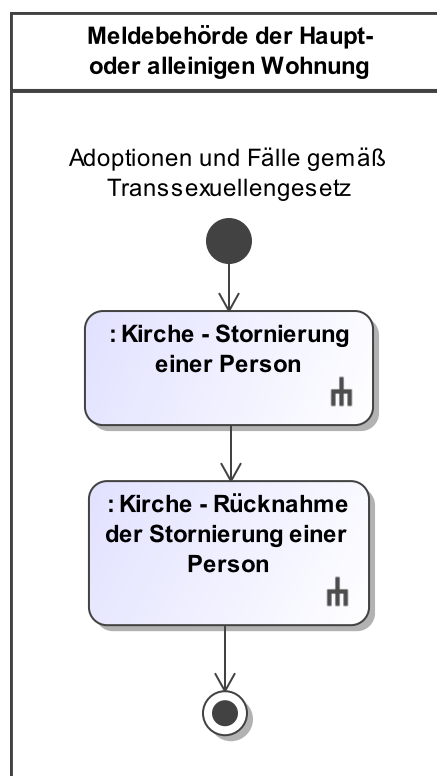 Meldebehörde der Haupt-
oder alleinigen Wohnung
Adoptionen und Fälle gemäß
Transsexuellengesetz
: Kirche - Stornierung
einer Person
: Kirche - Rücknahme
der Stornierung einer
Person